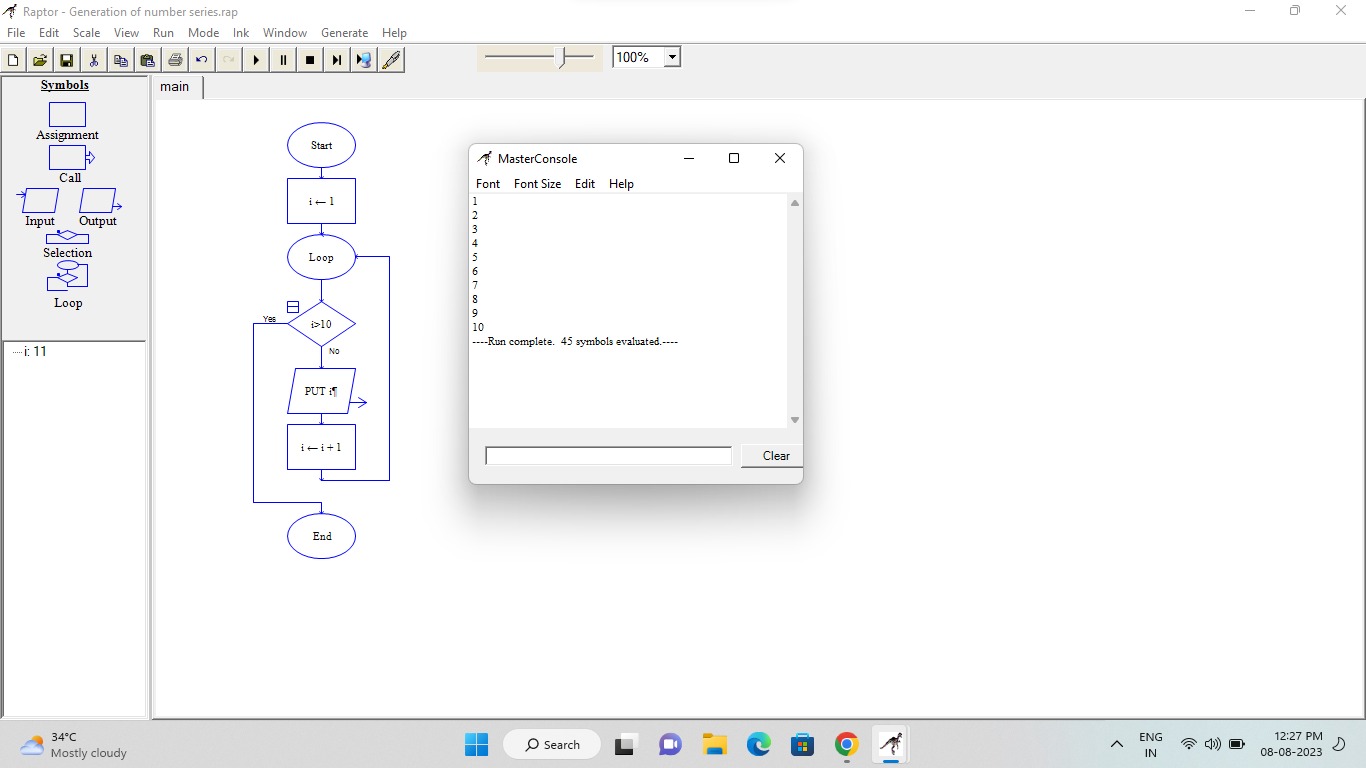 Raptor - Generation of number series.rap
File Edit Scale View Run Mode Ink Window Generate Help
100%
Symbols
Assignment
Call
Input Output
Selection
Loop
i: 11
main
Start
i ← 1
Loop
Yes
i>10
No
PUT i¶
i ← i + 1
End
MasterConsole
Font Font Size Edit Help
1
2
3
4
5
6
7
8
9
10
----Run complete.  45 symbols evaluated.----
Clear
34°C
Mostly cloudy
Search
ENG
IN
12:27 PM
08-08-2023